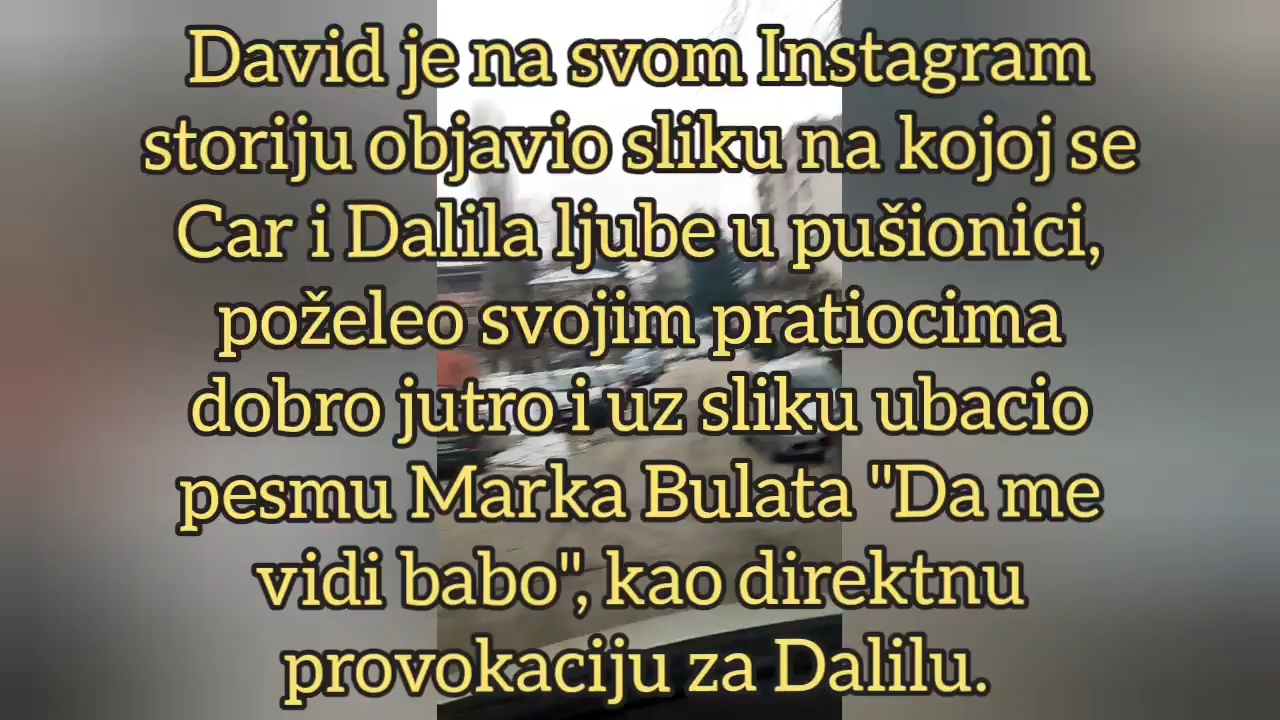 David je na svom Instagram
storiju objavio sliku na kojoj se
Car i Dalila ljube u pušionici,
poželeo svojim pratiocima
dobro jutro i uz sliku ubacio
pesmu Marka Bulata "Da me
vidi babo", kao direktnu
provokaciju za Dalilu.